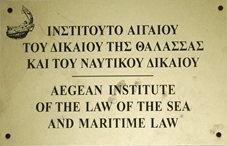 ΙΝΣΤΙΤΟΥΤΟ ΑΙΓΑΙΟΥ
ΤΟΥ ΔΙΚΑΙΟΥ ΤΗΣ ΘΑΛΑΣΣΑΣ
ΚΑΙ ΤΟΥ ΝΑΥΤΙΚΟΥ ΔΙΚΑΙΟΥ
AEGEAN INSTITUTE
OF THE LAW OF THE SEA
AND MARITIME LAW